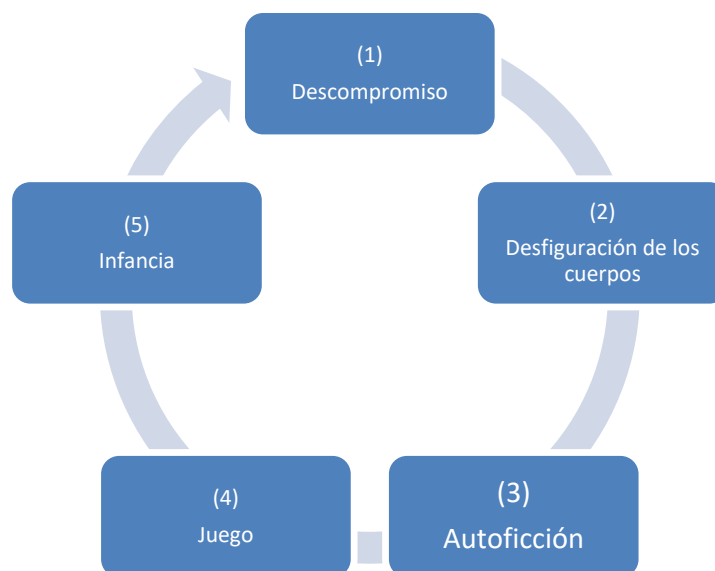 (1)
Descompromiso
(2)
Desfiguración de los
cuerpos
(3)
Autoficción
(4)
Juego
(5)
Infancia